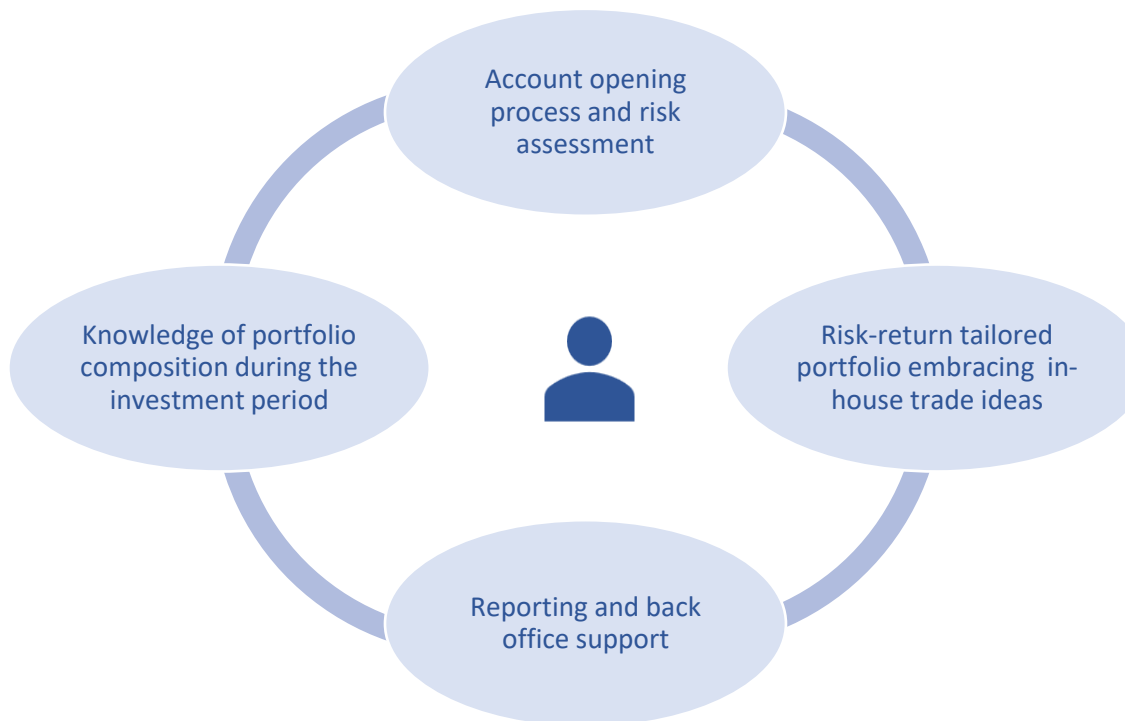 Account opening
process and risk
assessment
Risk-return tailored
portfolio embracing  in-
house trade ideas
Reporting and back
office support
Knowledge of portfolio
composition during the
investment period